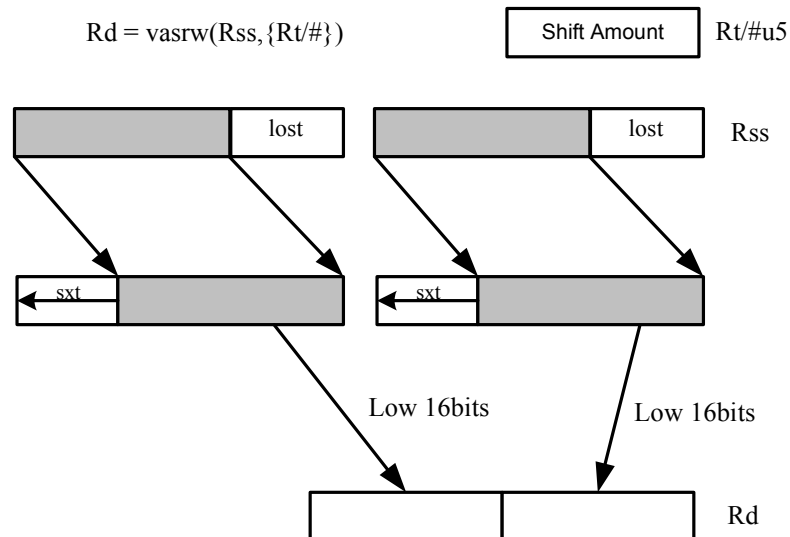 Rd = vasrw(Rss,{Rt/#})
Shift Amount
Rt/#u5
lost
lost
Rss
sxt
sxt
Low 16bits
Low 16bits
Rd